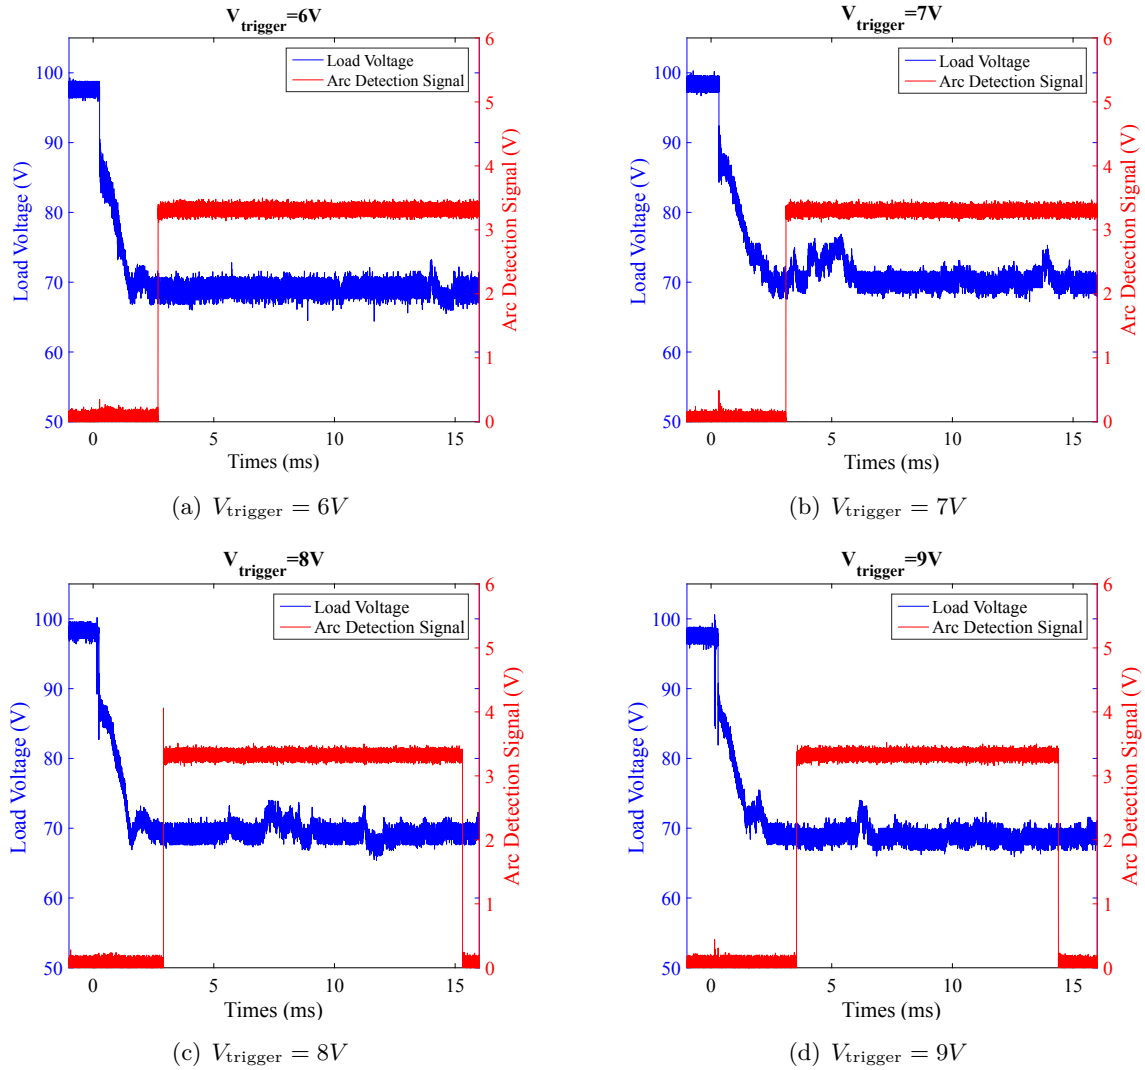 V_trigger=6V
Load Voltage
Arc Detection Signal
100
90
80
70
60
50
Load Voltage (V)
6
5
4
3
2
1
0
Arc Detection Signal (V)
0 5 10 15
Times (ms)
(a) V_trigger = 6V
V_trigger=7V
Load Voltage
Arc Detection Signal
100
90
80
70
60
50
Load Voltage (V)
6
5
4
3
2
1
0
Arc Detection Signal (V)
0 5 10 15
Times (ms)
(b) V_trigger = 7V
V_trigger=8V
Load Voltage
Arc Detection Signal
100
90
80
70
60
50
Load Voltage (V)
6
5
4
3
2
1
0
Arc Detection Signal (V)
0 5 10 15
Times (ms)
(c) V_trigger = 8V
V_trigger=9V
Load Voltage
Arc Detection Signal
100
90
80
70
60
50
Load Voltage (V)
6
5
4
3
2
1
0
Arc Detection Signal (V)
0 5 10 15
Times (ms)
(d) V_trigger = 9V